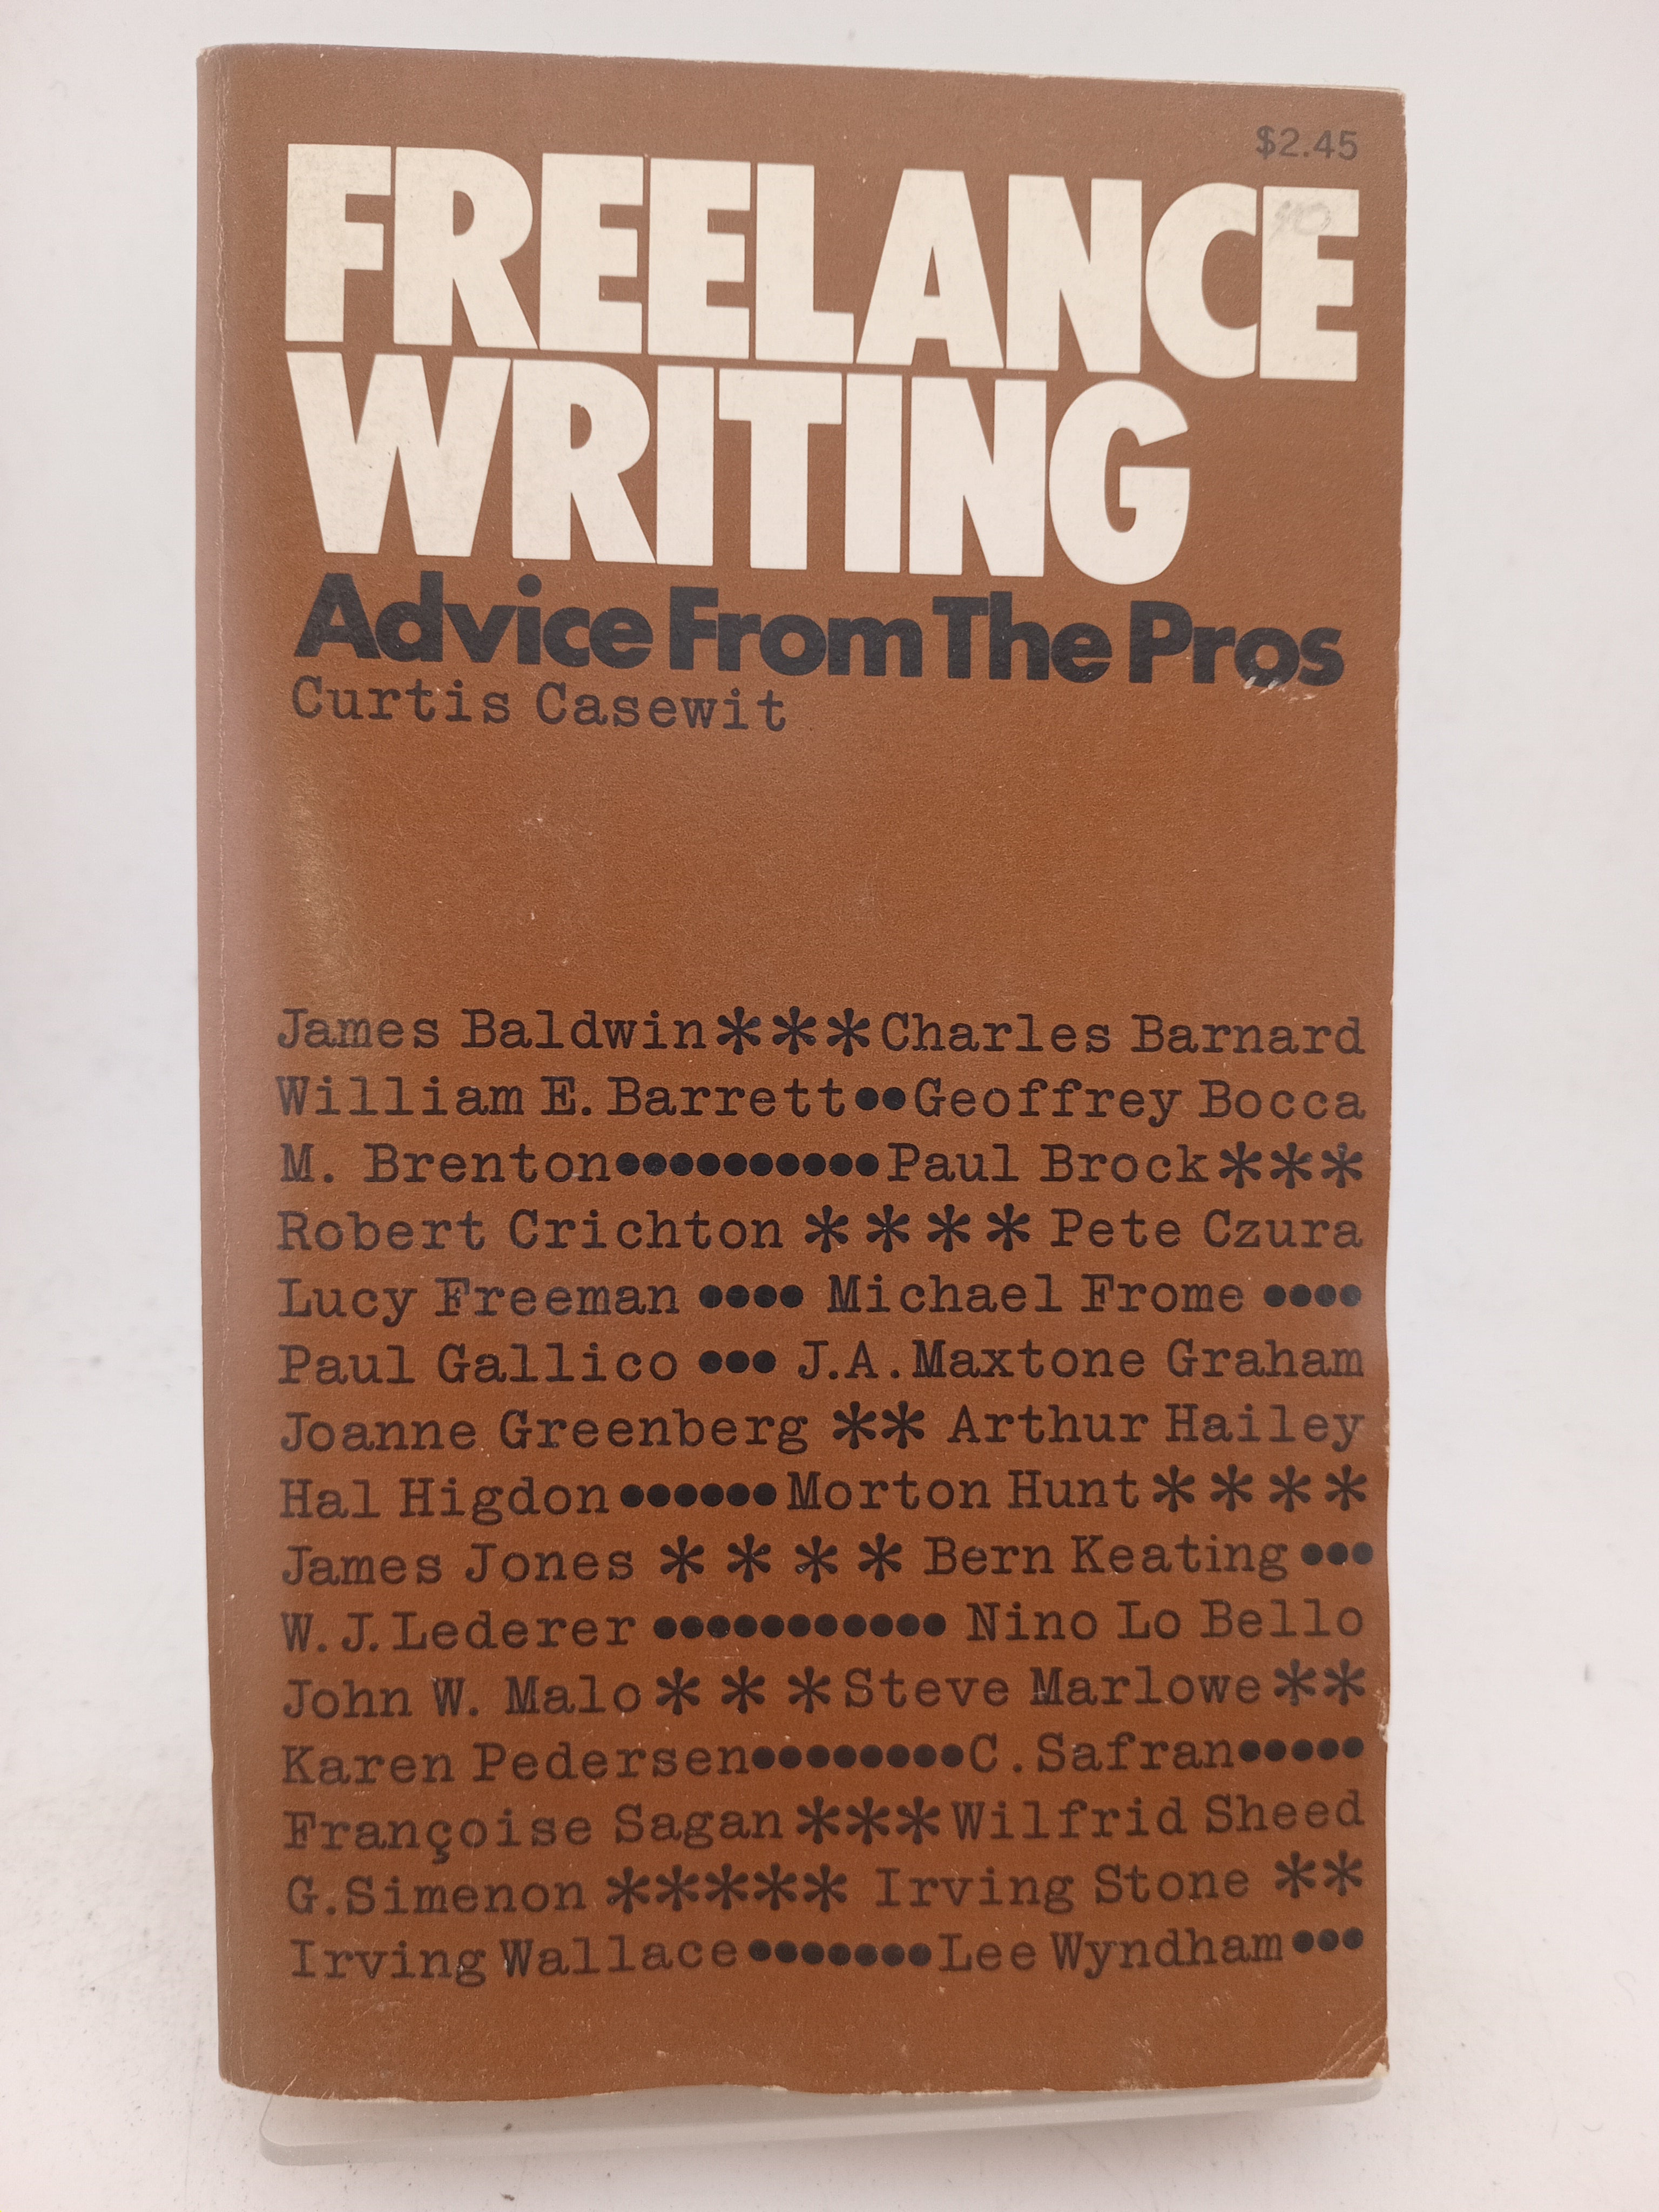 $2.45
FREELANCE
WRITING
Advice From The Pros
Curtis Casewit
James Baldwin***Charles Barnard
William E. Barrett••Geoffrey Bocca
M. Brenton••••••••••Paul Brock***
Robert Crichton **** Pete Czura
Lucy Freeman •••• Michael Frome ••••
Paul Gallico ••• J.A. Maxtone Graham
Joanne Greenberg ** Arthur Hailey
Hal Higdon••••••Morton Hunt****
James Jones **** Bern Keating •••
W.J. Lederer ••••••••••• Nino Lo Bello
John W. Malo***Steve Marlowe**
Karen Pedersen••••••••C. Safran•••••
Françoise Sagan***Wilfrid Sheed
G. Simenon ***** Irving Stone **
Irving Wallace•••••••Lee Wyndham•••